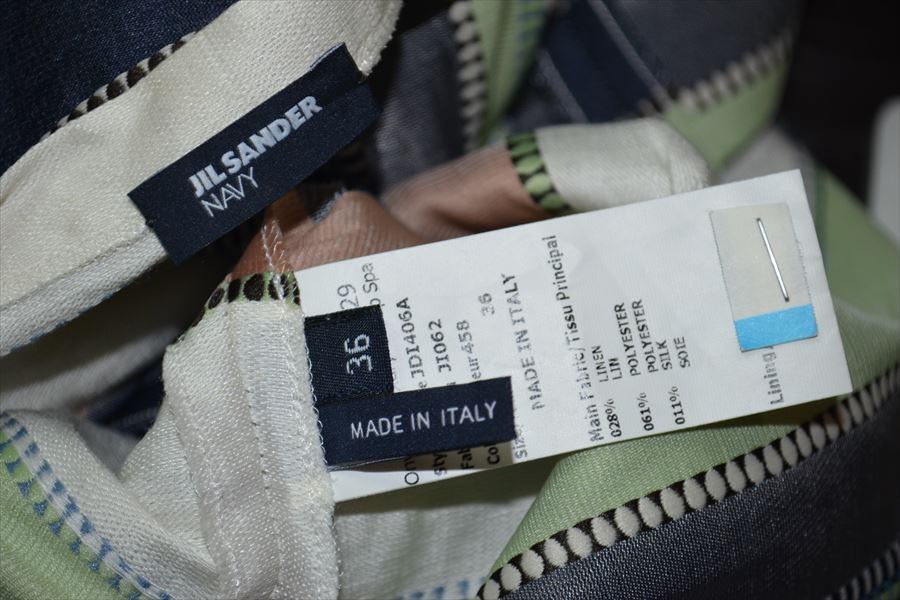 JIL SANDER
NAVY
36
MADE IN ITALY
29
Spa
JDI406A
JI062
eur 458
36
MADE IN ITALY
Main Fabric/Tissu Principal
028% LINEN
LIN
061% POLYESTER
POLYESTER
011% SILK
SOIE
Lining